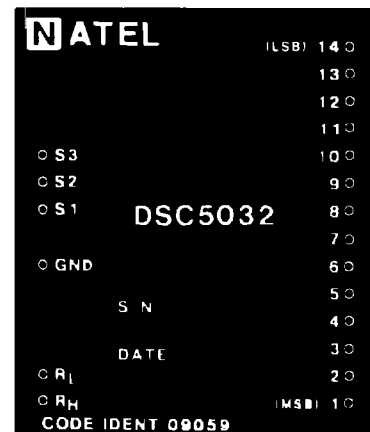 N ATEL
(LSB) 14
13
12
11
S3 10
S2 9
S1 DSC5032 8
7
GND 6
5
S N
4
DATE 3
RL 2
RH (MSB) 1
CODE IDENT 09059